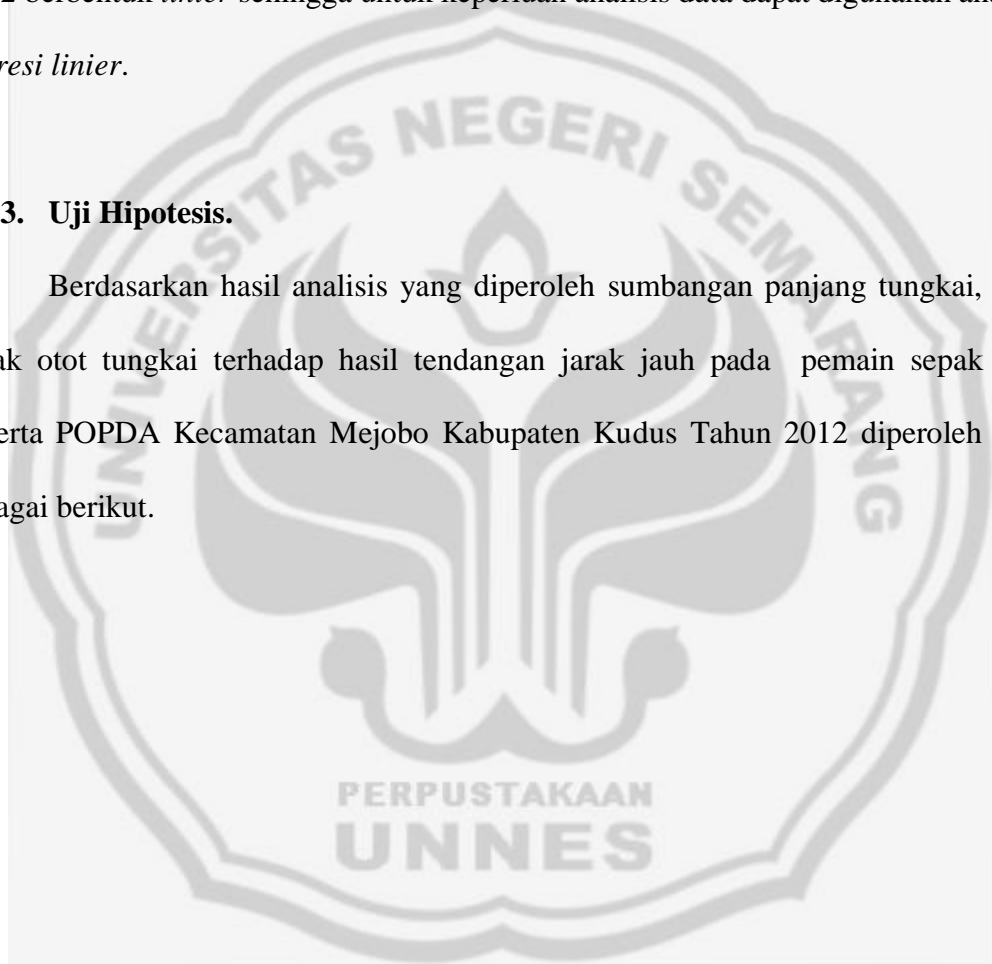 2 berbentuk linier sehingga untuk keperluan analisis data dapat digunakan
resi linier.
3. Uji Hipotesis.
Berdasarkan hasil analisis yang diperoleh sumbangan panjang tungkai,
ak otot tungkai terhadap hasil tendangan jarak jauh pada pemain sepak
erta POPDA Kecamatan Mejobo Kabupaten Kudus Tahun 2012 diperoleh
agai berikut.
UNIVERSITAS NEGERI SEMARANG
PERPUSTAKAAN
UNNES